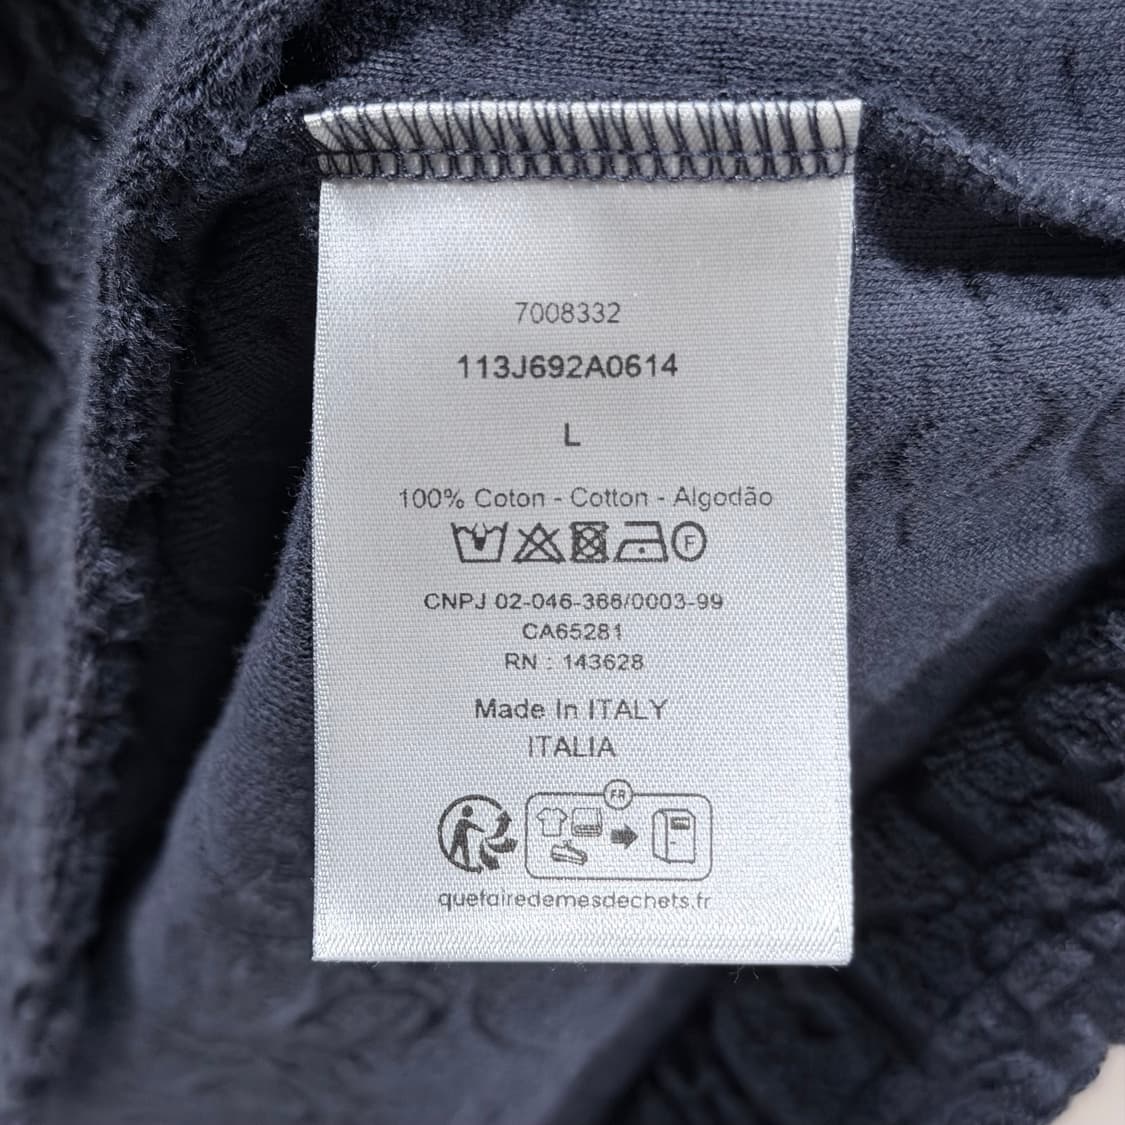 7008332
113J692A0614
L
100% Coton - Cotton - Algodão
F
CNPJ 02-046-366/0003-99
CA65281
RN : 143628
Made In ITALY
ITALIA
FR
quefairedemesdechets.fr